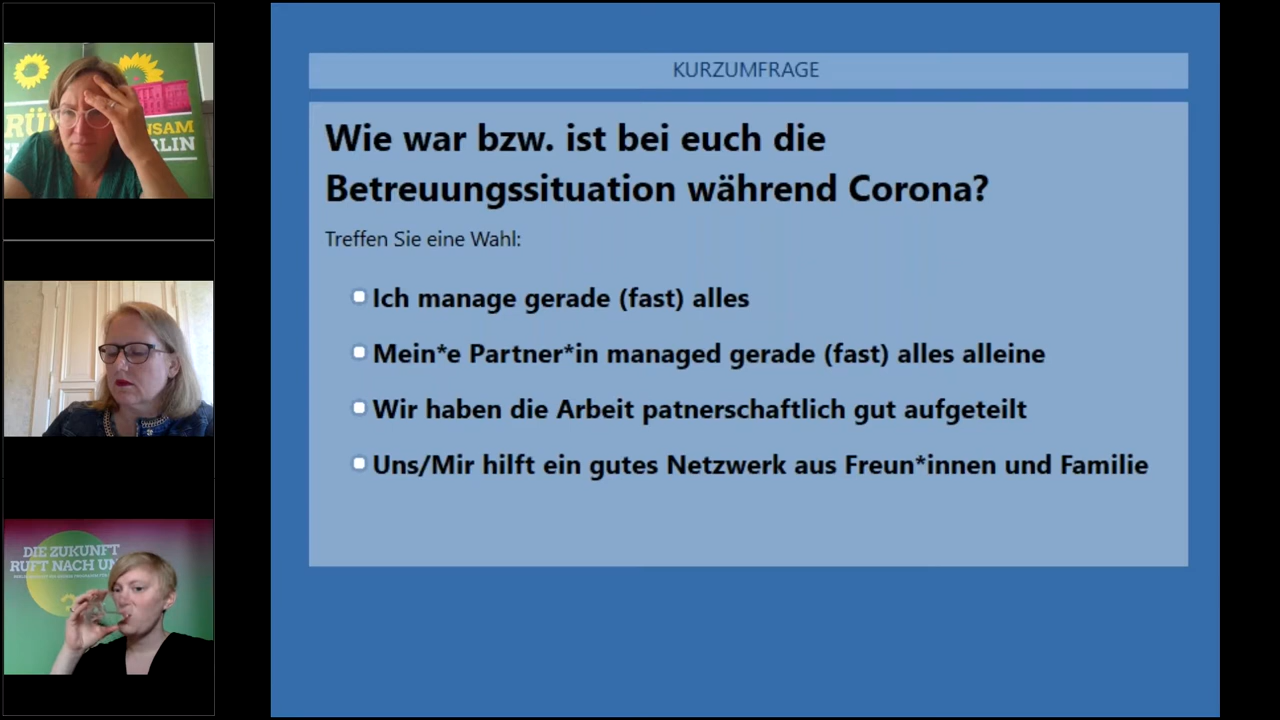 KURZUMFRAGE
Wie war bzw. ist bei euch die
Betreuungssituation während Corona?
Treffen Sie eine Wahl:
Ich manage gerade (fast) alles
Mein*e Partner*in managed gerade (fast) alles alleine
Wir haben die Arbeit patnerschaftlich gut aufgeteilt
Uns/Mir hilft ein gutes Netzwerk aus Freun*innen und Familie
DIE ZUKUNFT
RUFT NACH UN